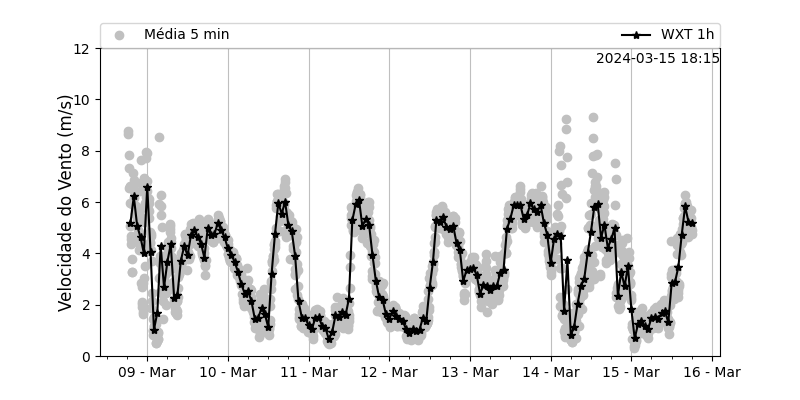 Média 5 min
WXT 1h
2024-03-15 18:15
Velocidade do Vento (m/s)
12
10
8
6
4
2
0
09 - Mar
10 - Mar
11 - Mar
12 - Mar
13 - Mar
14 - Mar
15 - Mar
16 - Mar